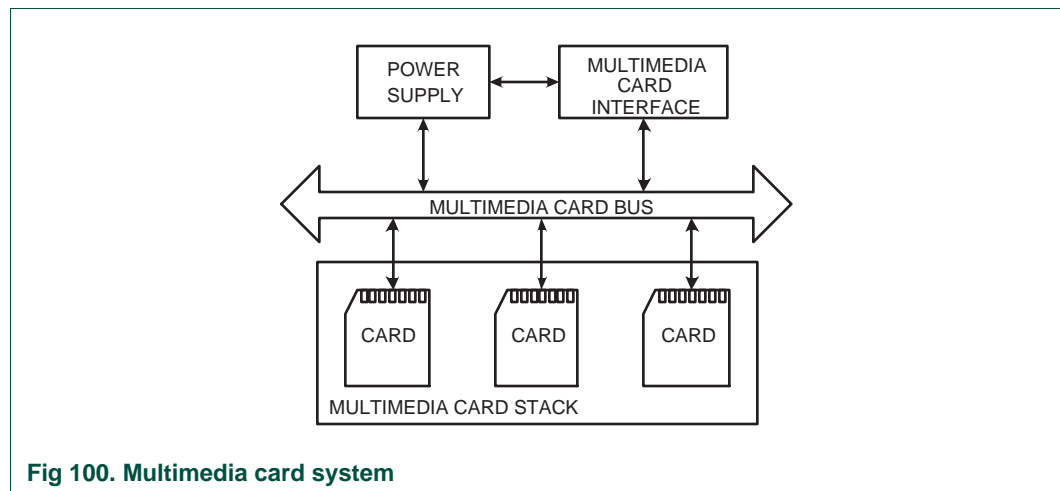 POWER
SUPPLY
MULTIMEDIA
CARD
INTERFACE
MULTIMEDIA CARD BUS
CARD
CARD
CARD
MULTIMEDIA CARD STACK
Fig 100. Multimedia card system